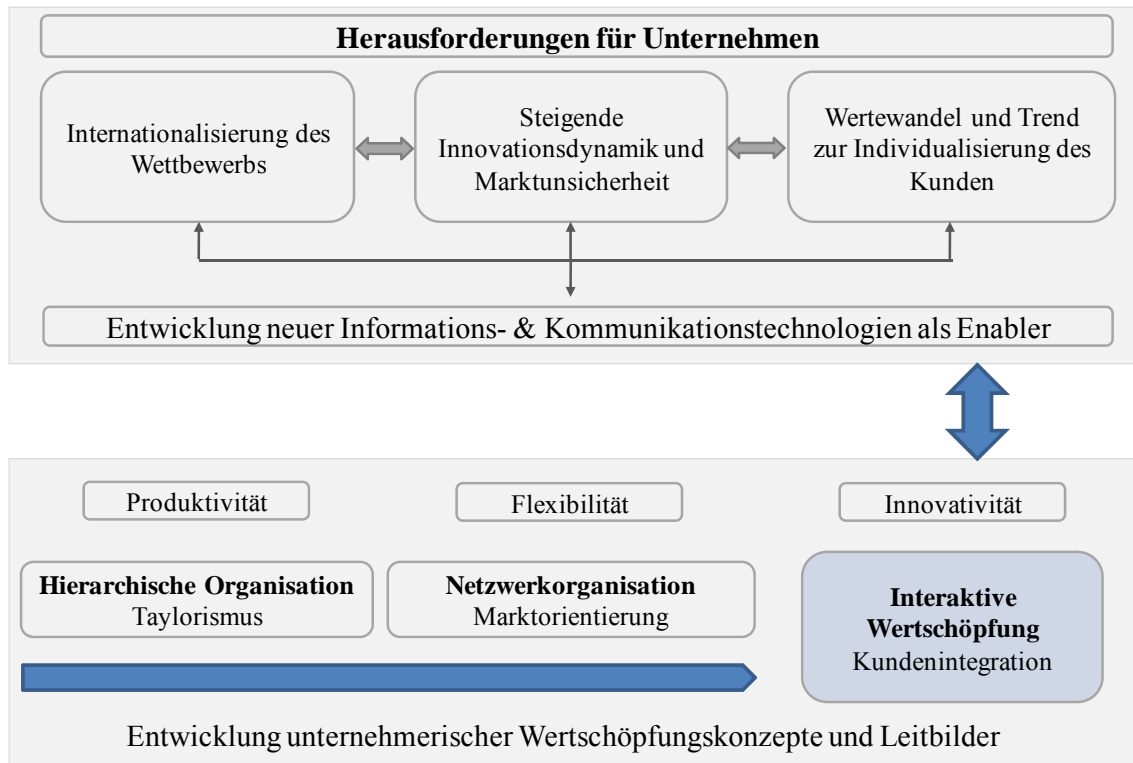 Herausforderungen für Unternehmen
Internationalisierung des
Wettbewerbs
Steigende
Innovationsdynamik und
Marktunsicherheit
Wertewandel und Trend
zur Individualisierung des
Kunden
Entwicklung neuer Informations- & Kommunikationstechnologien als Enabler
Produktivität
Flexibilität
Innovativität
Hierarchische Organisation
Taylorismus
Netzwerkorganisation
Marktorientierung
Interaktive
Wertschöpfung
Kundenintegration
Entwicklung unternehmerischer Wertschöpfungskonzepte und Leitbilder